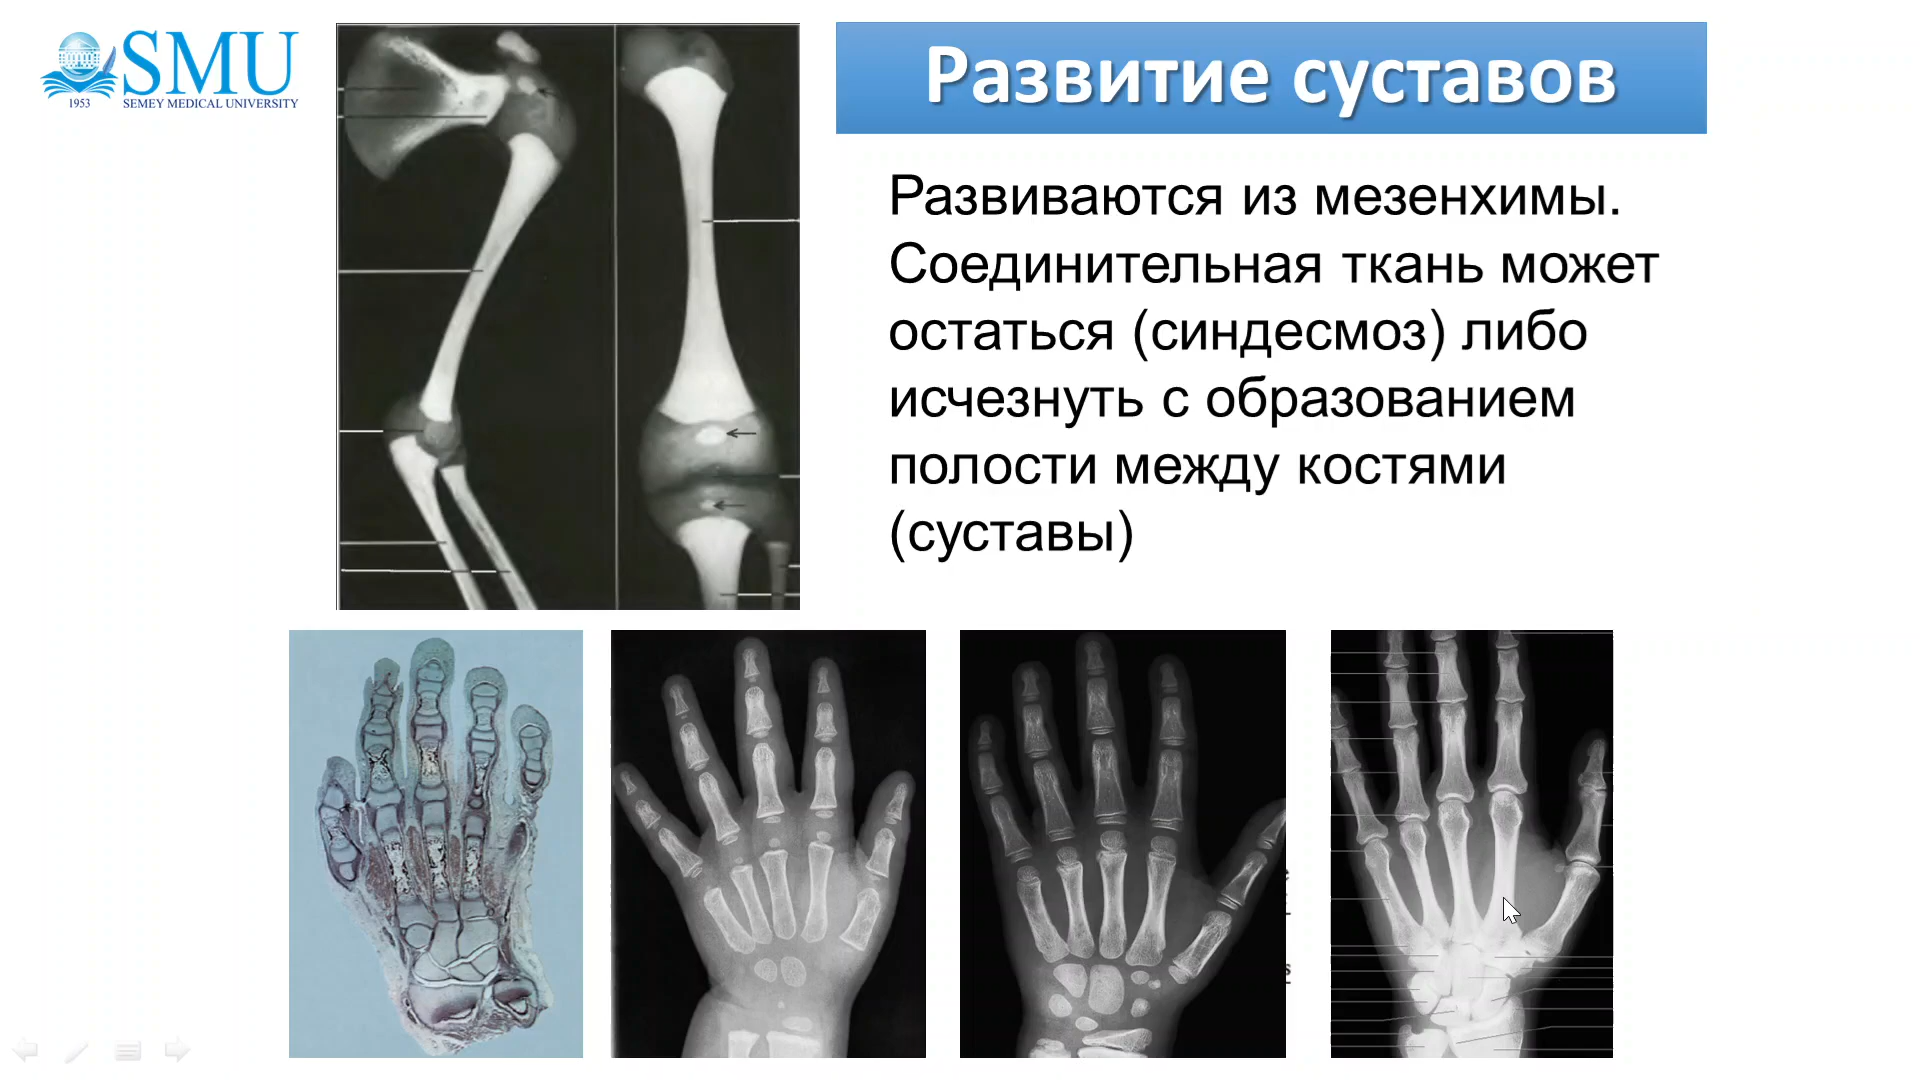 SMU
1953 SEMEY MEDICAL UNIVERSITY
Развитие суставов
Развиваются из мезенхимы.
Соединительная ткань может
остаться (синдесмоз) либо
исчезнуть с образованием
полости между костями
(суставы)